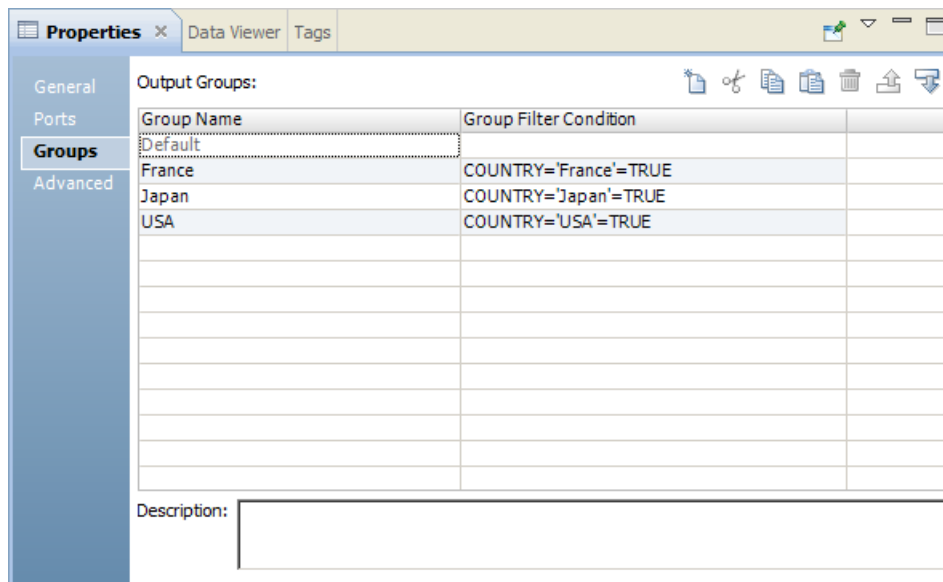 Properties Data Viewer Tags
General
Ports
Groups
Advanced
Output Groups:
Group Name Group Filter Condition
Default
France COUNTRY='France'=TRUE
Japan COUNTRY='Japan'=TRUE
USA COUNTRY='USA'=TRUE
Description: